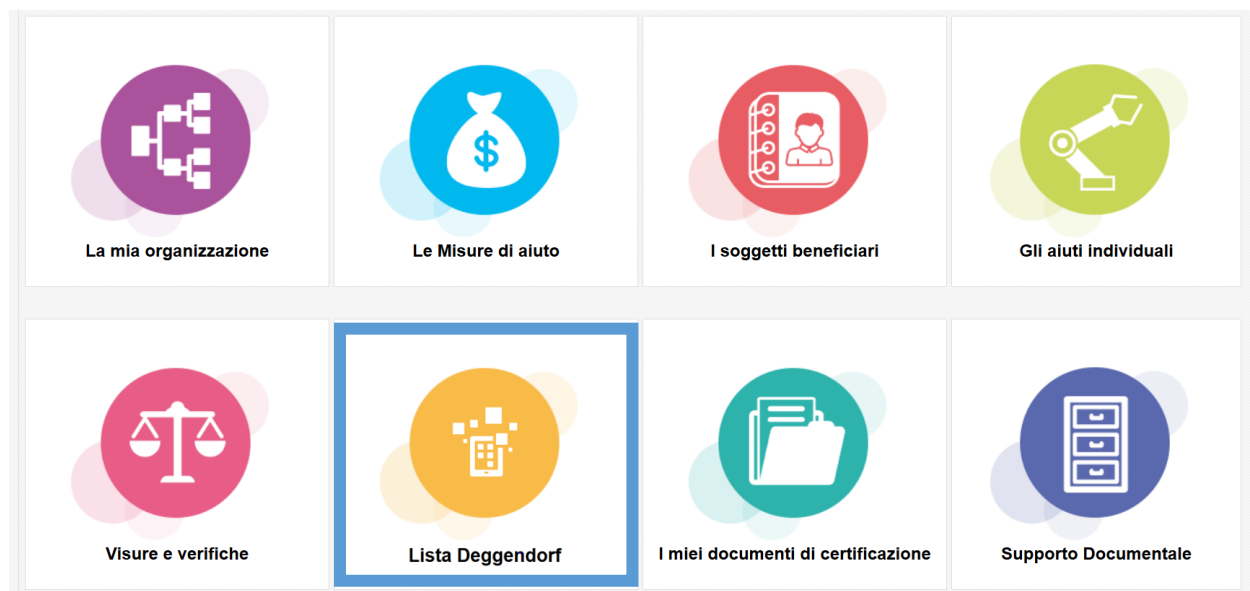 La mia organizzazione
Le Misure di aiuto
I soggetti beneficiari
Gli aiuti individuali
Visure e verifiche
Lista Deggendorf
I miei documenti di certificazione
Supporto Documentale